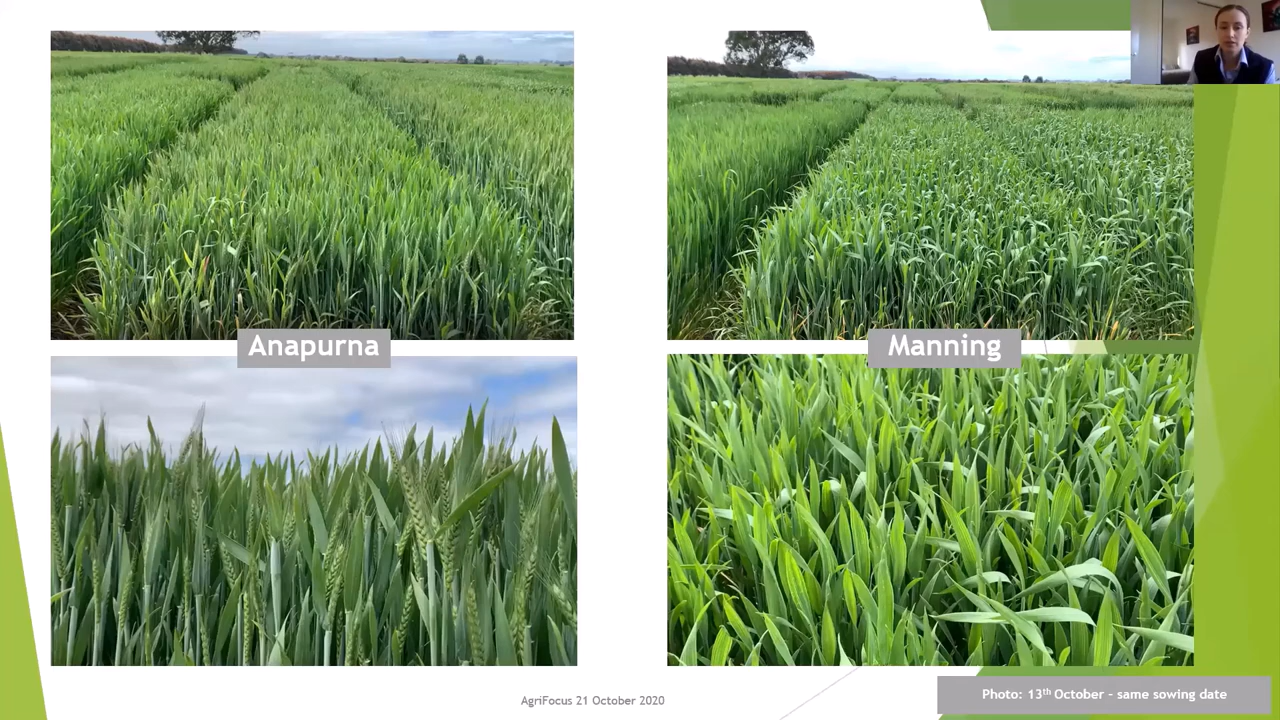 Anapurna
Manning
AgriFocus 21 October 2020
Photo: 13th October - same sowing date